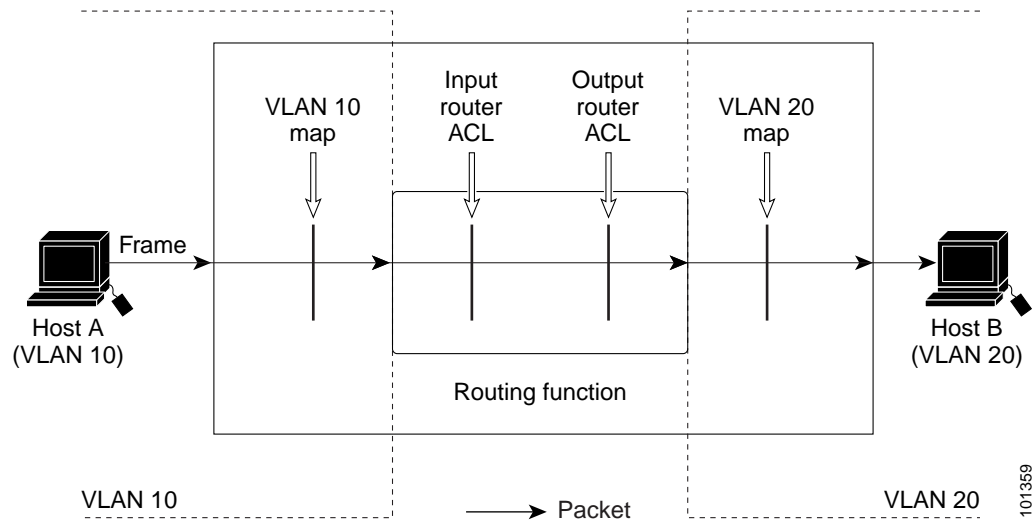 VLAN 10
map
Input
router
ACL
Output
router
ACL
VLAN 20
map
Frame
Host A
(VLAN 10)
Host B
(VLAN 20)
Routing function
VLAN 10
Packet
VLAN 20
101359